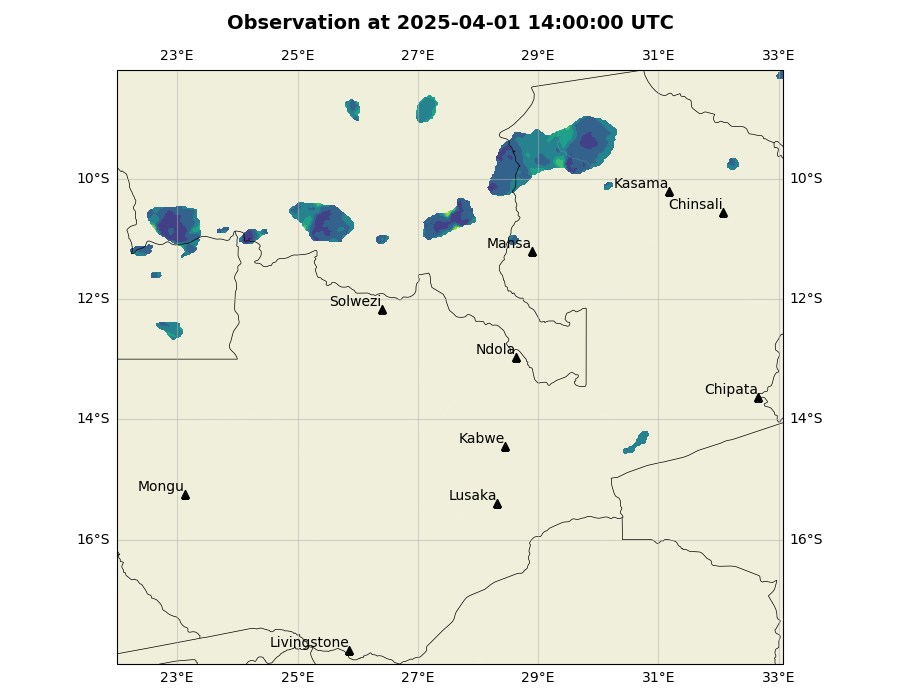 Observation at 2025-04-01 14:00:00 UTC
23°E 25°E 27°E 29°E 31°E 33°E
10°S 10°S
Kasama
Chinsali
Mansa
12°S 12°S
Solwezi
Ndola
Chipata
14°S 14°S
Kabwe
Mongu
Lusaka
16°S 16°S
Livingstone
23°E 25°E 27°E 29°E 31°E 33°E